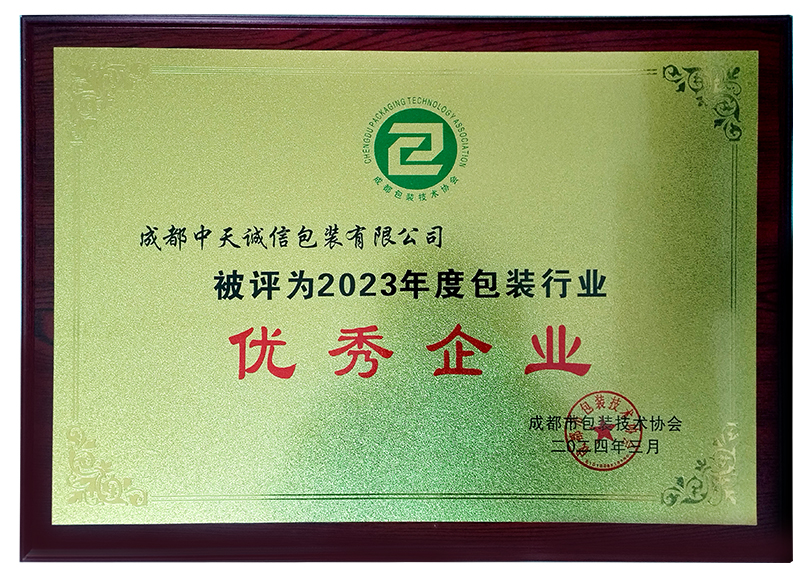 CHENGDU PACKAGING TECHNOLOGY ASSOCIATION
成都包装技术协会
成都中天诚信包装有限公司
被评为2023年度包装行业
优秀企业
成都市包装技术协会
二〇二四年三月